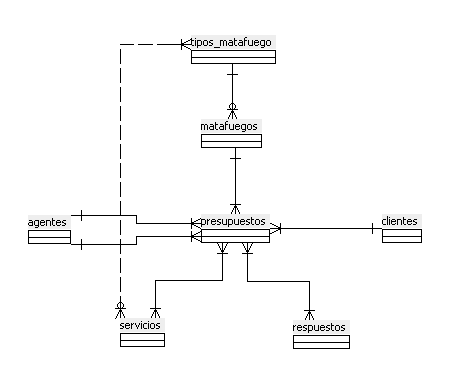 tipos_matafuego
matafuegos
agentes
presupuestos
clientes
servicios
respuestos